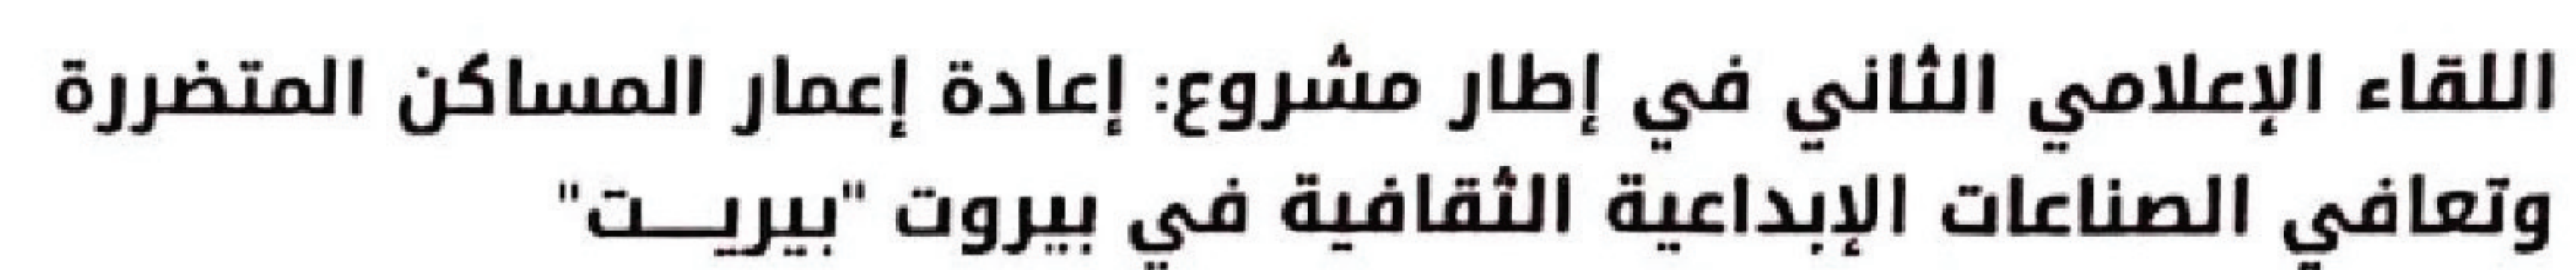 اللقاء الإعلامي الثاني في إطار مشروع: إعادة إعمار المساكن المتضررة
وتعافي الصناعات الإبداعية الثقافية في بيروت "بيريـــت"